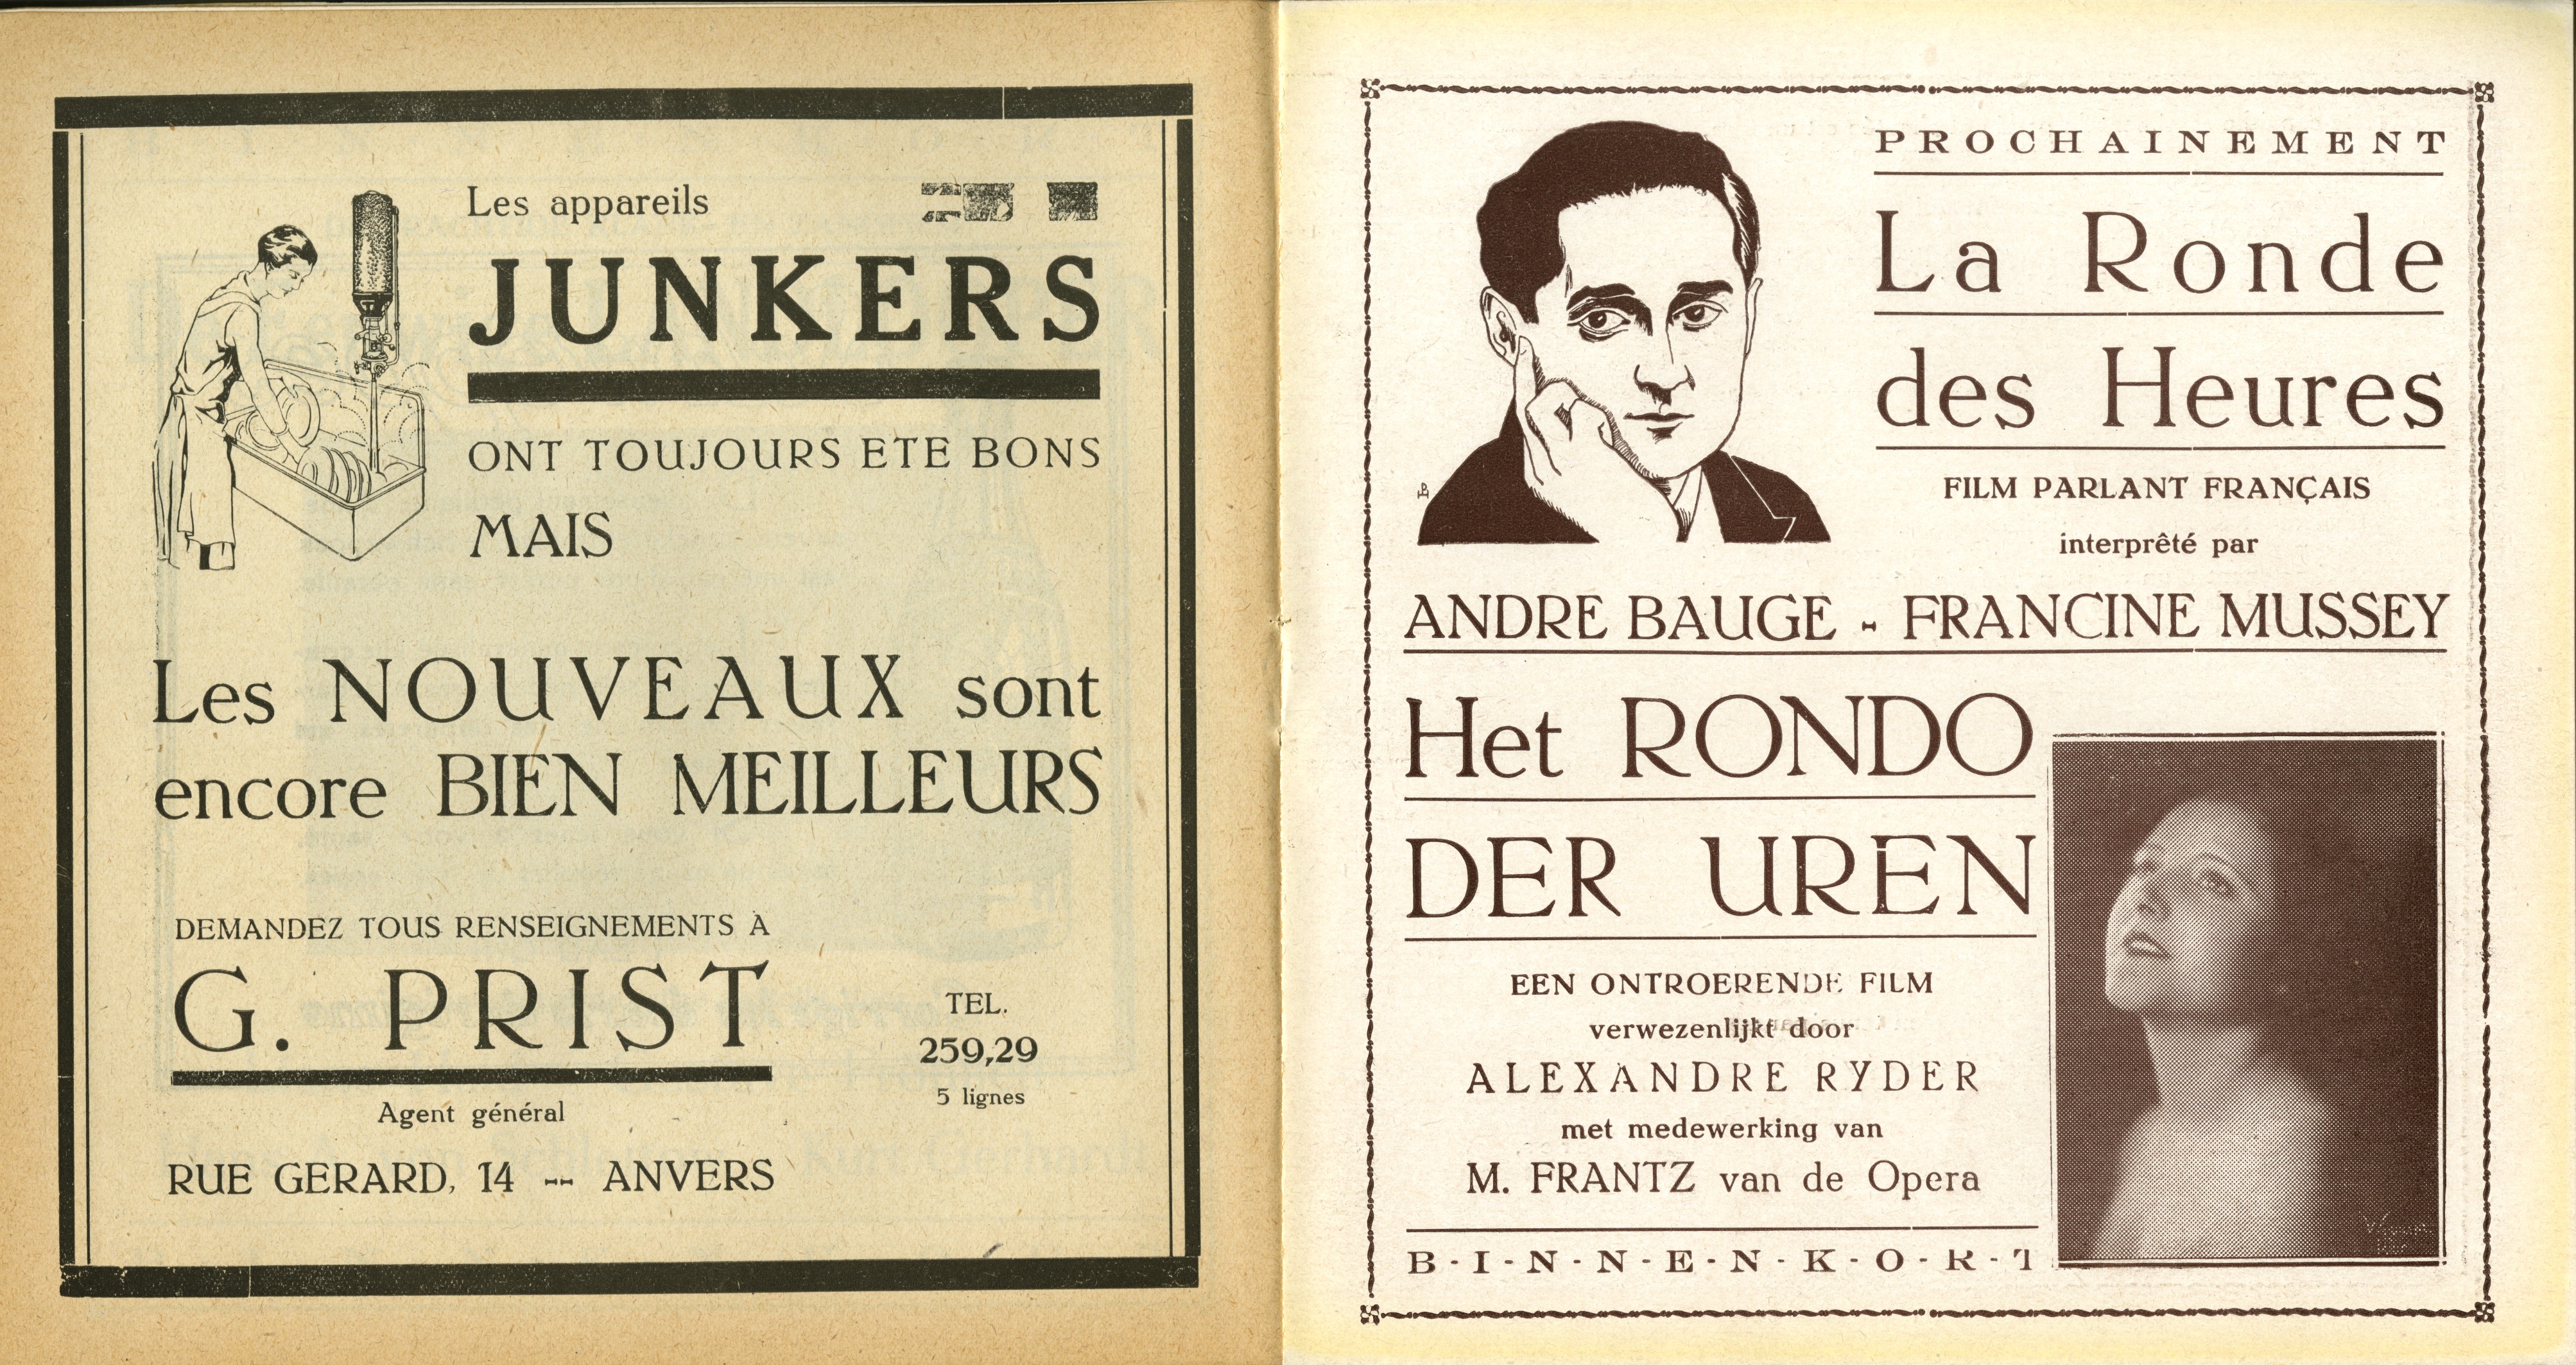 Les appareils
JUNKERS
ONT TOUJOURS ETE BONS
MAIS
Les NOUVEAUX sont
encore BIEN MEILLEURS
DEMANDEZ TOUS RENSEIGNEMENTS À
G. PRIST
Agent général
RUE GERARD, 14 -- ANVERS
TEL.
259,29
5 lignes
PROCHAINEMENT
La Ronde
des Heures
FILM PARLANT FRANÇAIS
interprêté par
ANDRE BAUGE - FRANCINE MUSSEY
Het RONDO
DER UREN
EEN ONTROERENDE FILM
verwezenlijkt door
ALEXANDRE RYDER
met medewerking van
M. FRANTZ van de Opera
B-I-N-N-E-N-K-O-R-T